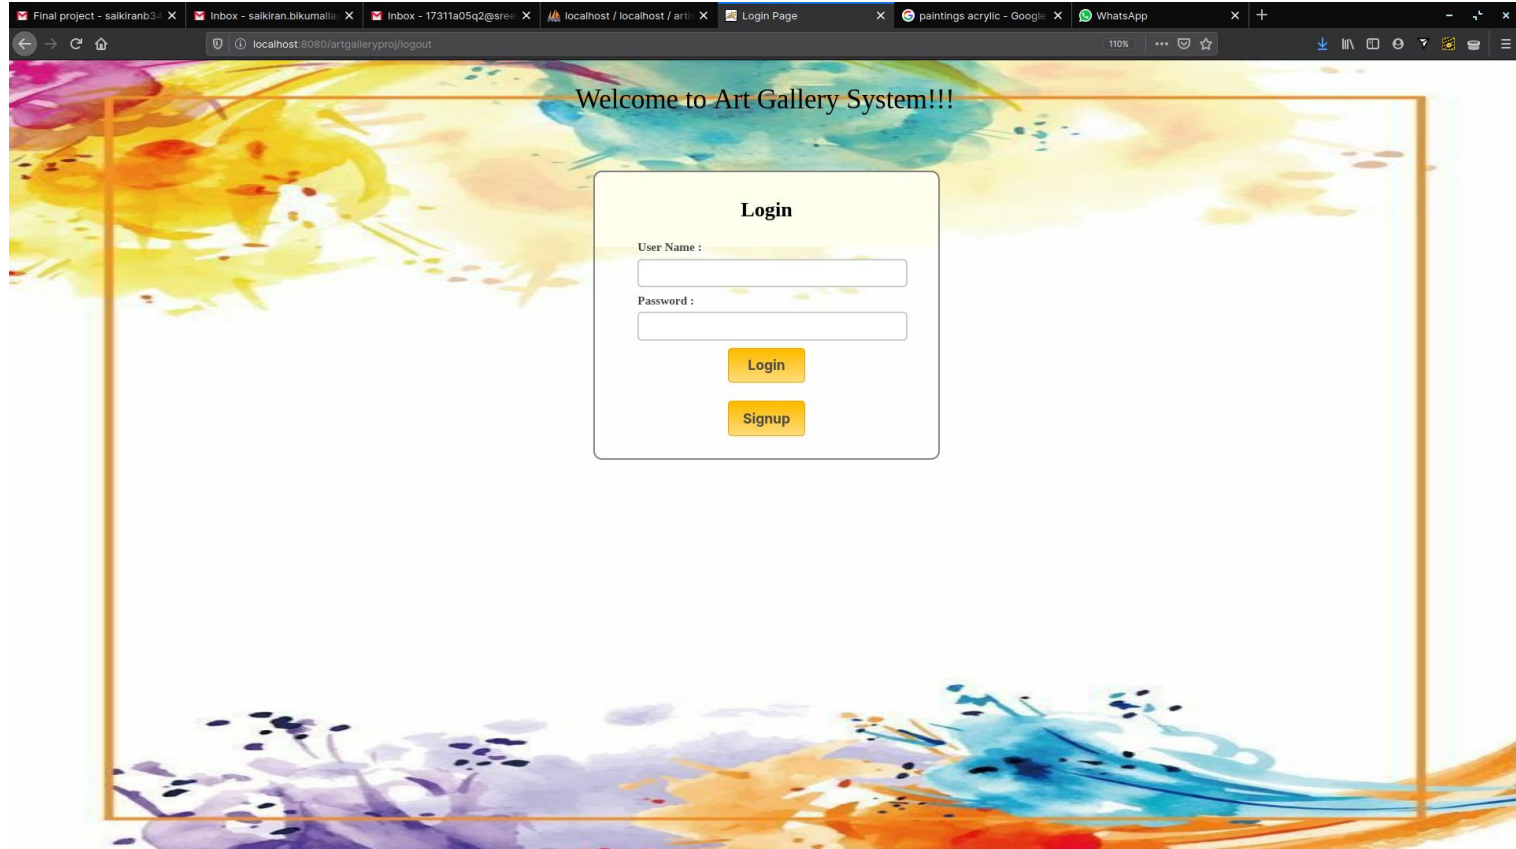 Final project - saikiranb34
Inbox - saikiran.bikumalla
Inbox - 17311a05q2@sree
localhost / localhost / arti
Login Page
paintings acrylic - Google
WhatsApp
localhost:8080/artgalleryproj/logout
110%
Welcome to Art Gallery System!!!
Login
User Name :
Password :
Login
Signup